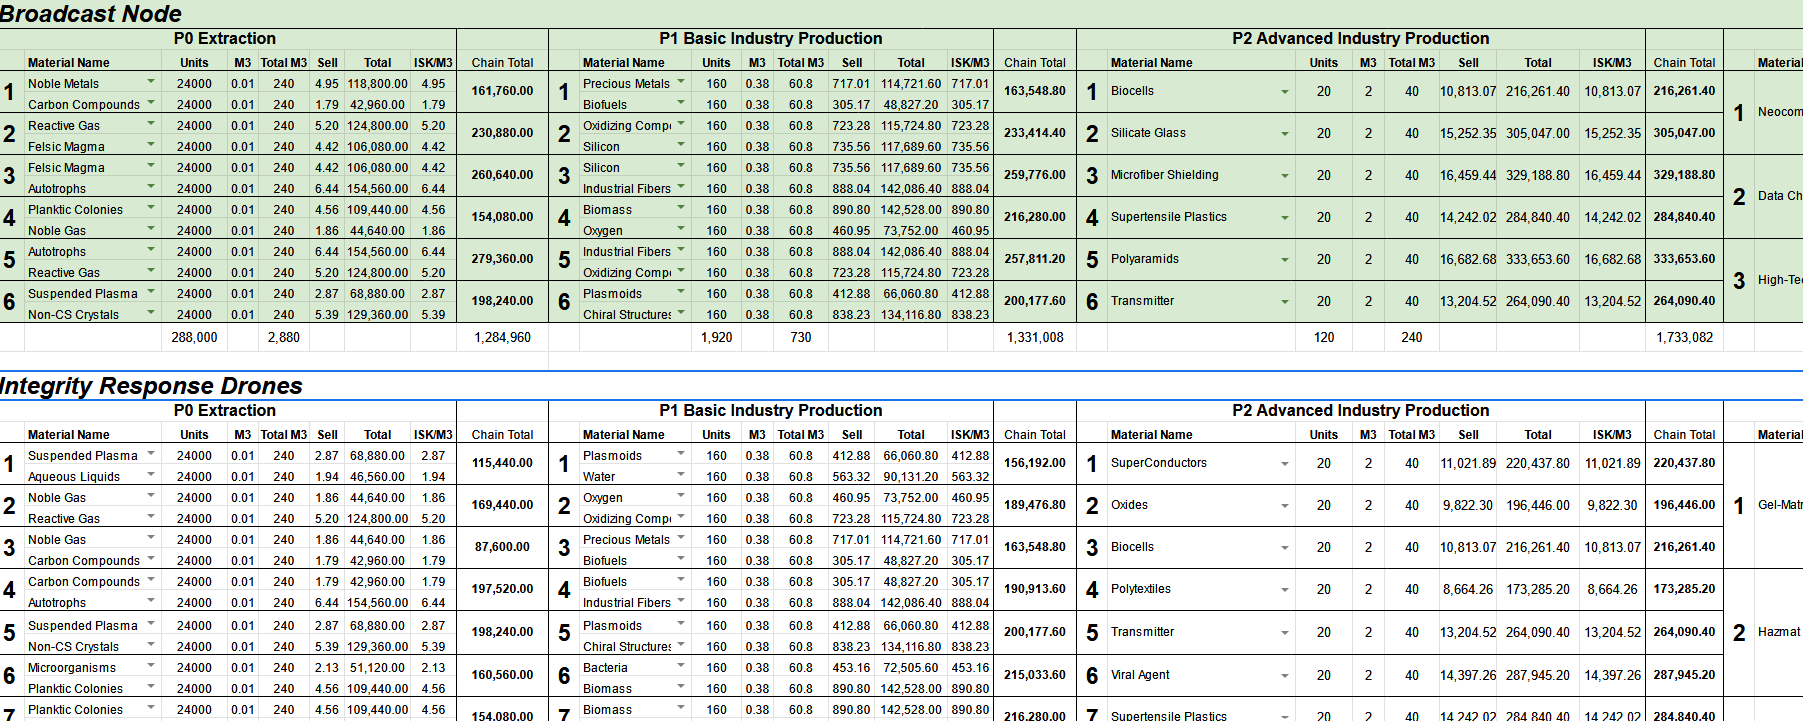 Broadcast Node
P0 Extraction P1 Basic Industry Production P2 Advanced Industry Production
Material Name Units M3 Total M3 Sell Total ISK/M3 Chain Total Material Name Units M3 Total M3 Sell Total ISK/M3 Chain Total Material Name Units M3 Total M3 Sell Total ISK/M3 Chain Total Material
1 Noble Metals 24000 0.01 240 4.95 118,800.00 4.95 161,760.00 1 Precious Metals 160 0.38 60.8 717.01 114,721.60 717.01 163,548.80 1 Biocells 20 2 40 10,813.07 216,261.40 10,813.07 216,261.40 1 Neocom
Carbon Compounds 24000 0.01 240 1.79 42,960.00 1.79 Biofuels 160 0.38 60.8 305.17 48,827.20 305.17
2 Reactive Gas 24000 0.01 240 5.20 124,800.00 5.20 230,880.00 2 Oxidizing Comp 160 0.38 60.8 723.28 115,724.80 723.28 233,414.40 2 Silicate Glass 20 2 40 15,252.35 305,047.00 15,252.35 305,047.00
Felsic Magma 24000 0.01 240 4.42 106,080.00 4.42 Silicon 160 0.38 60.8 735.56 117,689.60 735.56
3 Felsic Magma 24000 0.01 240 4.42 106,080.00 4.42 260,640.00 3 Silicon 160 0.38 60.8 735.56 117,689.60 735.56 259,776.00 3 Microfiber Shielding 20 2 40 16,459.44 329,188.80 16,459.44 329,188.80 2 Data Ch
Autotrophs 24000 0.01 240 6.44 154,560.00 6.44 Industrial Fibers 160 0.38 60.8 888.04 142,086.40 888.04
4 Planktic Colonies 24000 0.01 240 4.56 109,440.00 4.56 154,080.00 4 Biomass 160 0.38 60.8 890.80 142,528.00 890.80 216,280.00 4 Supertensile Plastics 20 2 40 14,242.02 284,840.40 14,242.02 284,840.40
Noble Gas 24000 0.01 240 1.86 44,640.00 1.86 Oxygen 160 0.38 60.8 460.95 73,752.00 460.95
5 Autotrophs 24000 0.01 240 6.44 154,560.00 6.44 279,360.00 5 Industrial Fibers 160 0.38 60.8 888.04 142,086.40 888.04 257,811.20 5 Polyaramids 20 2 40 16,682.68 333,653.60 16,682.68 333,653.60 3 High-Te
Reactive Gas 24000 0.01 240 5.20 124,800.00 5.20 Oxidizing Comp 160 0.38 60.8 723.28 115,724.80 723.28
6 Suspended Plasma 24000 0.01 240 2.87 68,880.00 2.87 198,240.00 6 Plasmoids 160 0.38 60.8 412.88 66,060.80 412.88 200,177.60 6 Transmitter 20 2 40 13,204.52 264,090.40 13,204.52 264,090.40
Non-CS Crystals 24000 0.01 240 5.39 129,360.00 5.39 Chiral Structures 160 0.38 60.8 838.23 134,116.80 838.23
288,000 2,880 1,284,960 1,920 730 1,331,008 120 240 1,733,082
Integrity Response Drones
P0 Extraction P1 Basic Industry Production P2 Advanced Industry Production
Material Name Units M3 Total M3 Sell Total ISK/M3 Chain Total Material Name Units M3 Total M3 Sell Total ISK/M3 Chain Total Material Name Units M3 Total M3 Sell Total ISK/M3 Chain Total Material
1 Suspended Plasma 24000 0.01 240 2.87 68,880.00 2.87 115,440.00 1 Plasmoids 160 0.38 60.8 412.88 66,060.80 412.88 156,192.00 1 SuperConductors 20 2 40 11,021.89 220,437.80 11,021.89 220,437.80
Aqueous Liquids 24000 0.01 240 1.94 46,560.00 1.94 Water 160 0.38 60.8 563.32 90,131.20 563.32
2 Noble Gas 24000 0.01 240 1.86 44,640.00 1.86 169,440.00 2 Oxygen 160 0.38 60.8 460.95 73,752.00 460.95 189,476.80 2 Oxides 20 2 40 9,822.30 196,446.00 9,822.30 196,446.00 1 Gel-Matr
Reactive Gas 24000 0.01 240 5.20 124,800.00 5.20 Oxidizing Comp 160 0.38 60.8 723.28 115,724.80 723.28
3 Noble Gas 24000 0.01 240 1.86 44,640.00 1.86 87,600.00 3 Precious Metals 160 0.38 60.8 717.01 114,721.60 717.01 163,548.80 3 Biocells 20 2 40 10,813.07 216,261.40 10,813.07 216,261.40
Carbon Compounds 24000 0.01 240 1.79 42,960.00 1.79 Biofuels 160 0.38 60.8 305.17 48,827.20 305.17
4 Carbon Compounds 24000 0.01 240 1.79 42,960.00 1.79 197,520.00 4 Biofuels 160 0.38 60.8 305.17 48,827.20 305.17 190,913.60 4 Polytextiles 20 2 40 8,664.26 173,285.20 8,664.26 173,285.20
Autotrophs 24000 0.01 240 6.44 154,560.00 6.44 Industrial Fibers 160 0.38 60.8 888.04 142,086.40 888.04
5 Suspended Plasma 24000 0.01 240 2.87 68,880.00 2.87 198,240.00 5 Plasmoids 160 0.38 60.8 412.88 66,060.80 412.88 200,177.60 5 Transmitter 20 2 40 13,204.52 264,090.40 13,204.52 264,090.40 2 Hazmat
Non-CS Crystals 24000 0.01 240 5.39 129,360.00 5.39 Chiral Structures 160 0.38 60.8 838.23 134,116.80 838.23
6 Microorganisms 24000 0.01 240 2.13 51,120.00 2.13 160,560.00 6 Bacteria 160 0.38 60.8 453.16 72,505.60 453.16 215,033.60 6 Viral Agent 20 2 40 14,397.26 287,945.20 14,397.26 287,945.20
Planktic Colonies 24000 0.01 240 4.56 109,440.00 4.56 Biomass 160 0.38 60.8 890.80 142,528.00 890.80
7 Planktic Colonies 24000 0.01 240 4.56 109,440.00 4.56 154,080.00 7 Biomass 160 0.38 60.8 890.80 142,528.00 890.80 216,280.00 7 Supertensile Plastics 20 2 40 14,242.02 284,840.40 14,242.02 284,840.40